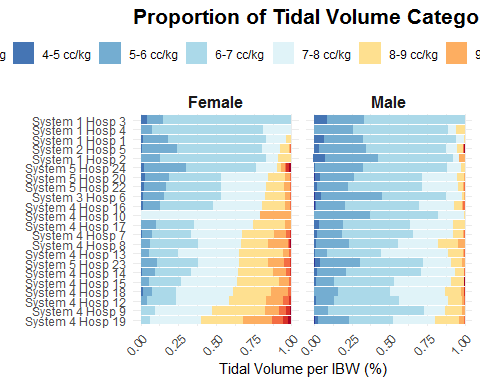 Proportion of Tidal Volume Catego
g 4-5 cc/kg 5-6 cc/kg 6-7 cc/kg 7-8 cc/kg 8-9 cc/kg 9
Female Male
System 1 Hosp 3
System 1 Hosp 4
System 1 Hosp 1
System 2 Hosp 5
System 1 Hosp 2
System 5 Hosp 24
System 5 Hosp 20
System 5 Hosp 22
System 3 Hosp 6
System 4 Hosp 16
System 4 Hosp 10
System 4 Hosp 17
System 4 Hosp 7
System 4 Hosp 8
System 4 Hosp 13
System 5 Hosp 23
System 4 Hosp 14
System 4 Hosp 15
System 4 Hosp 18
System 4 Hosp 12
System 4 Hosp 9
System 4 Hosp 19
0.00 0.25 0.50 0.75 1.00 0.00 0.25 0.50 0.75 1.00
Tidal Volume per IBW (%)